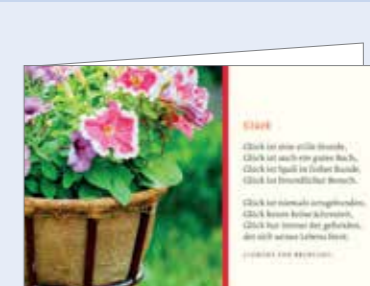 Glück
Glück ist eine stille Stunde,
Glück ist auch ein gutes Buch,
Glück ist Spaß in froher Runde,
Glück ist freundlicher Besuch.
Glück ist niemals ortsgebunden,
Glück kennt keine Jahreszeit,
Glück hat immer der gefunden,
der sich seines Lebens freut.
CLEMENS VON BRENTANO